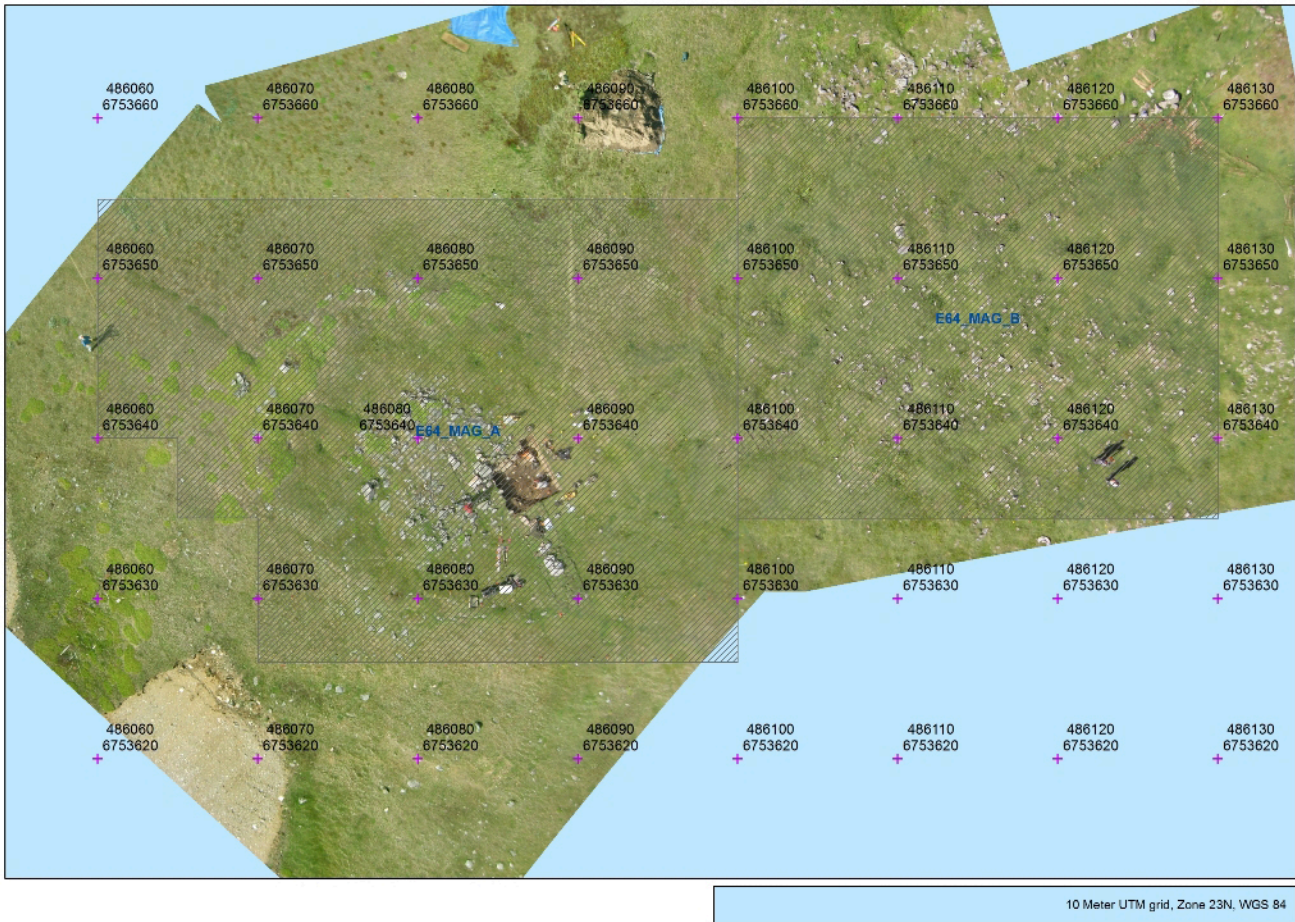 486060 486070 486080 486090 486100 486110 486120 486130
6753660 6753660 6753660 6753660 6753660 6753660 6753660 6753660
486060 486070 486080 486090 486100 486110 486120 486130
6753650 6753650 6753650 6753650 6753650 6753650 6753650 6753650
E64_MAG_B
486060 486070 486080 486090 486100 486110 486120 486130
6753640 6753640 6753640 6753640 6753640 6753640 6753640 6753640
E64_MAG_A
486060 486070 486080 486090 486100 486110 486120 486130
6753630 6753630 6753630 6753630 6753630 6753630 6753630 6753630
486060 486070 486080 486090 486100 486110 486120 486130
6753620 6753620 6753620 6753620 6753620 6753620 6753620 6753620
10 Meter UTM grid, Zone 23N, WGS 84